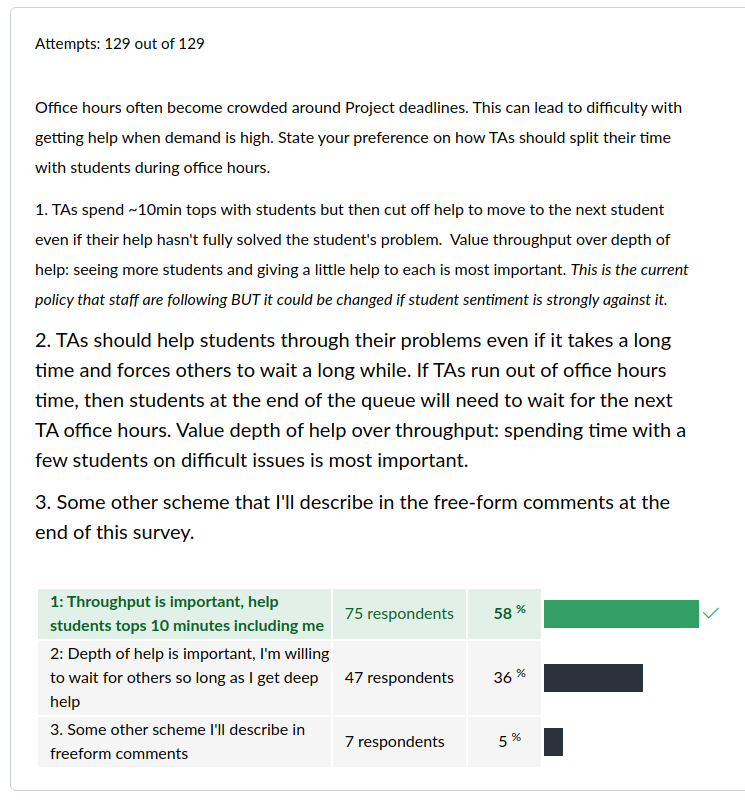 Attempts: 129 out of 129
Office hours often become crowded around Project deadlines. This can lead to difficulty with
getting help when demand is high. State your preference on how TAs should split their time
with students during office hours.
1. TAs spend ~10min tops with students but then cut off help to move to the next student
even if their help hasn't fully solved the student's problem.  Value throughput over depth of
help: seeing more students and giving a little help to each is most important. This is the current
policy that staff are following BUT it could be changed if student sentiment is strongly against it.
2. TAs should help students through their problems even if it takes a long
time and forces others to wait a long while. If TAs run out of office hours
time, then students at the end of the queue will need to wait for the next
TA office hours. Value depth of help over throughput: spending time with a
few students on difficult issues is most important.
3. Some other scheme that I'll describe in the free-form comments at the
end of this survey.
1: Throughput is important, help
students tops 10 minutes including me
75 respondents
58 %
2: Depth of help is important, I'm willing
to wait for others so long as I get deep
help
47 respondents
36 %
3. Some other scheme I'll describe in
freeform comments
7 respondents
5 %